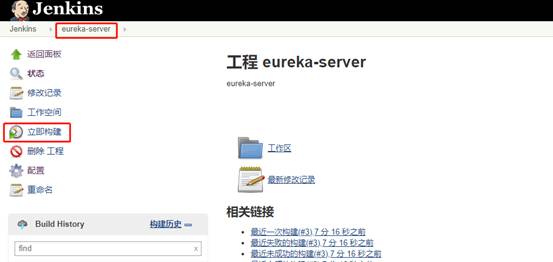 Jenkins
Jenkins eureka-server
返回面板
状态
修改记录
工作空间
立即构建
删除 工程
配置
重命名
Build History 构建历史
find x
工程 eureka-server
eureka-server
工作区
最新修改记录
相关链接
最近一次构建(#3),7 分 16 秒之前
最近失败的构建(#3),7 分 16 秒之前
最近未成功的构建(#3),7 分 16 秒之前